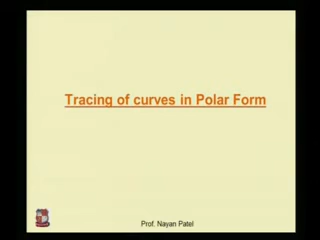 Tracing of curves in Polar Form
Prof. Nayan Patel